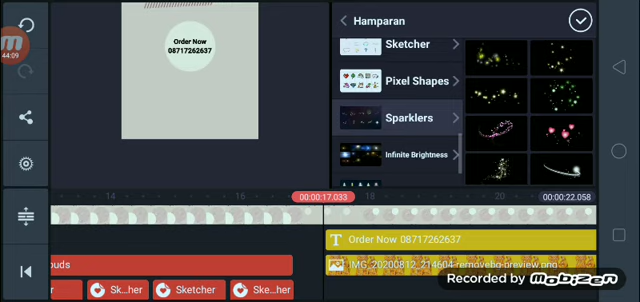 Hamparan
Order Now
08717262637
44:09
Sketcher
Pixel Shapes
Sparklers
Infinite Brightness
14
16
00:00:17.033
20
00:00:22.058
Order Now 08717262637
IMG_20200812_214604-removebg-preview.png
ouds
her
Sk...her
Sketcher
Ske...her
Recorded by MOBIZEN